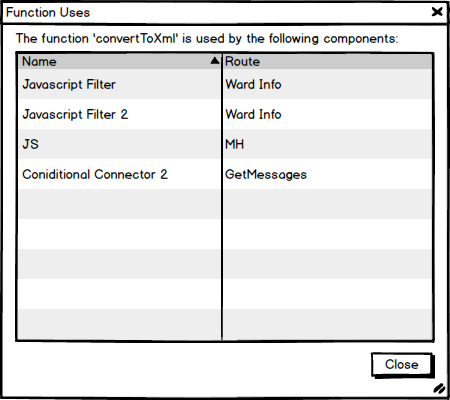 Function Uses
The function 'convertToXml' is used by the following components:
Name Route
Javascript Filter Ward Info
Javascript Filter 2 Ward Info
JS MH
Coniditional Connector 2 GetMessages
Close